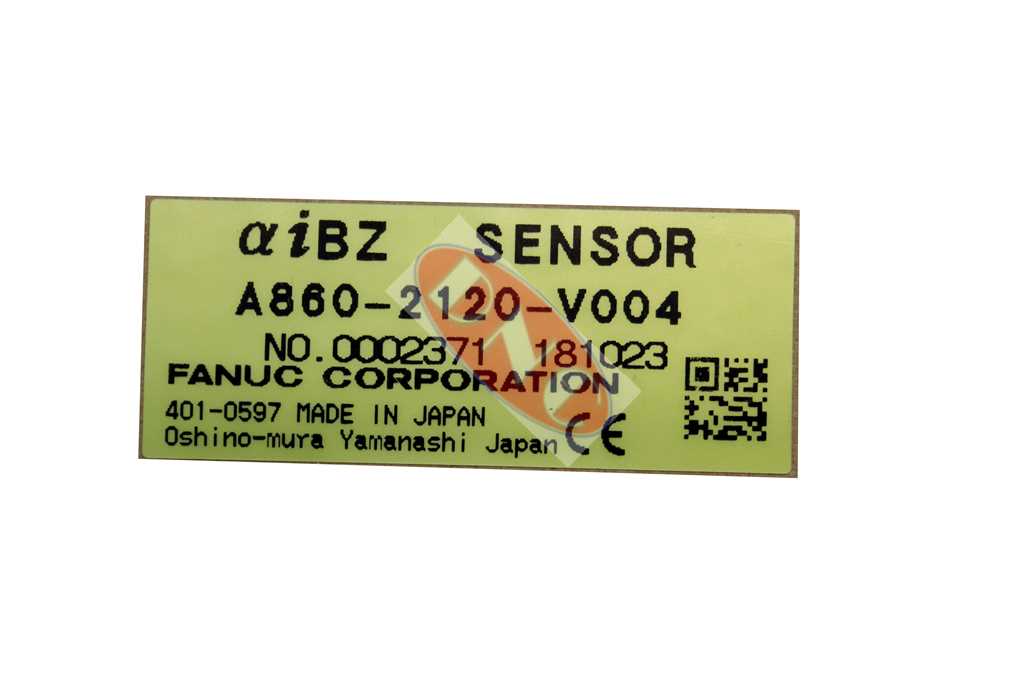 αiBZ SENSOR
A860-2120-V004
NO.0002371 181023
FANUC CORPORATION
401-0597 MADE IN JAPAN
Oshino-mura Yamanashi Japan CE